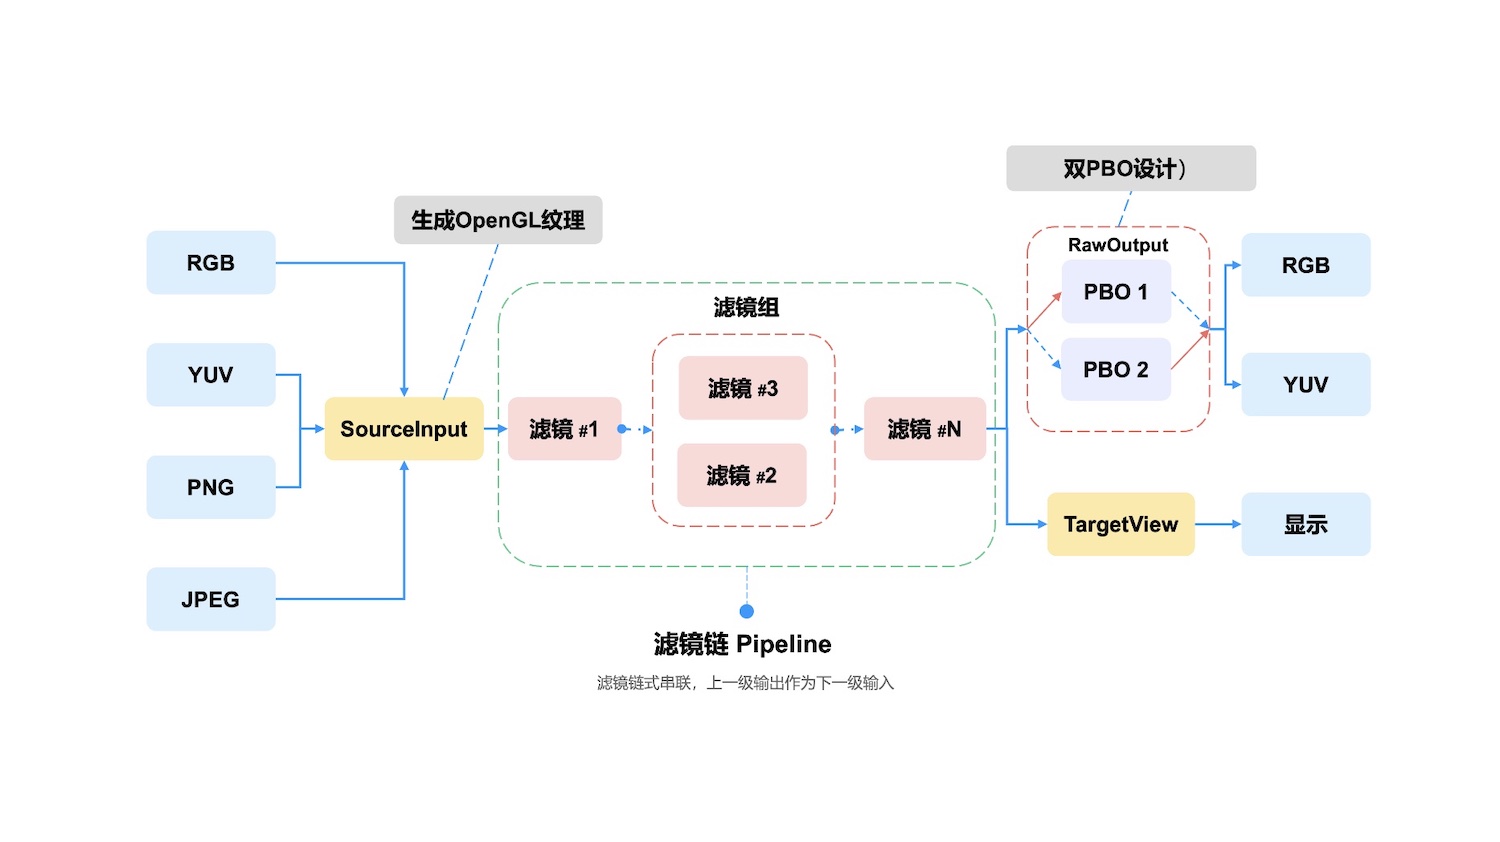 双PBO设计）
生成OpenGL纹理
RGB
YUV
PNG
JPEG
SourceInput
滤镜组
滤镜 #1
滤镜 #3
滤镜 #2
滤镜 #N
RawOutput
PBO 1
PBO 2
RGB
YUV
TargetView
显示
滤镜链 Pipeline
滤镜链式串联，上一级输出作为下一级输入